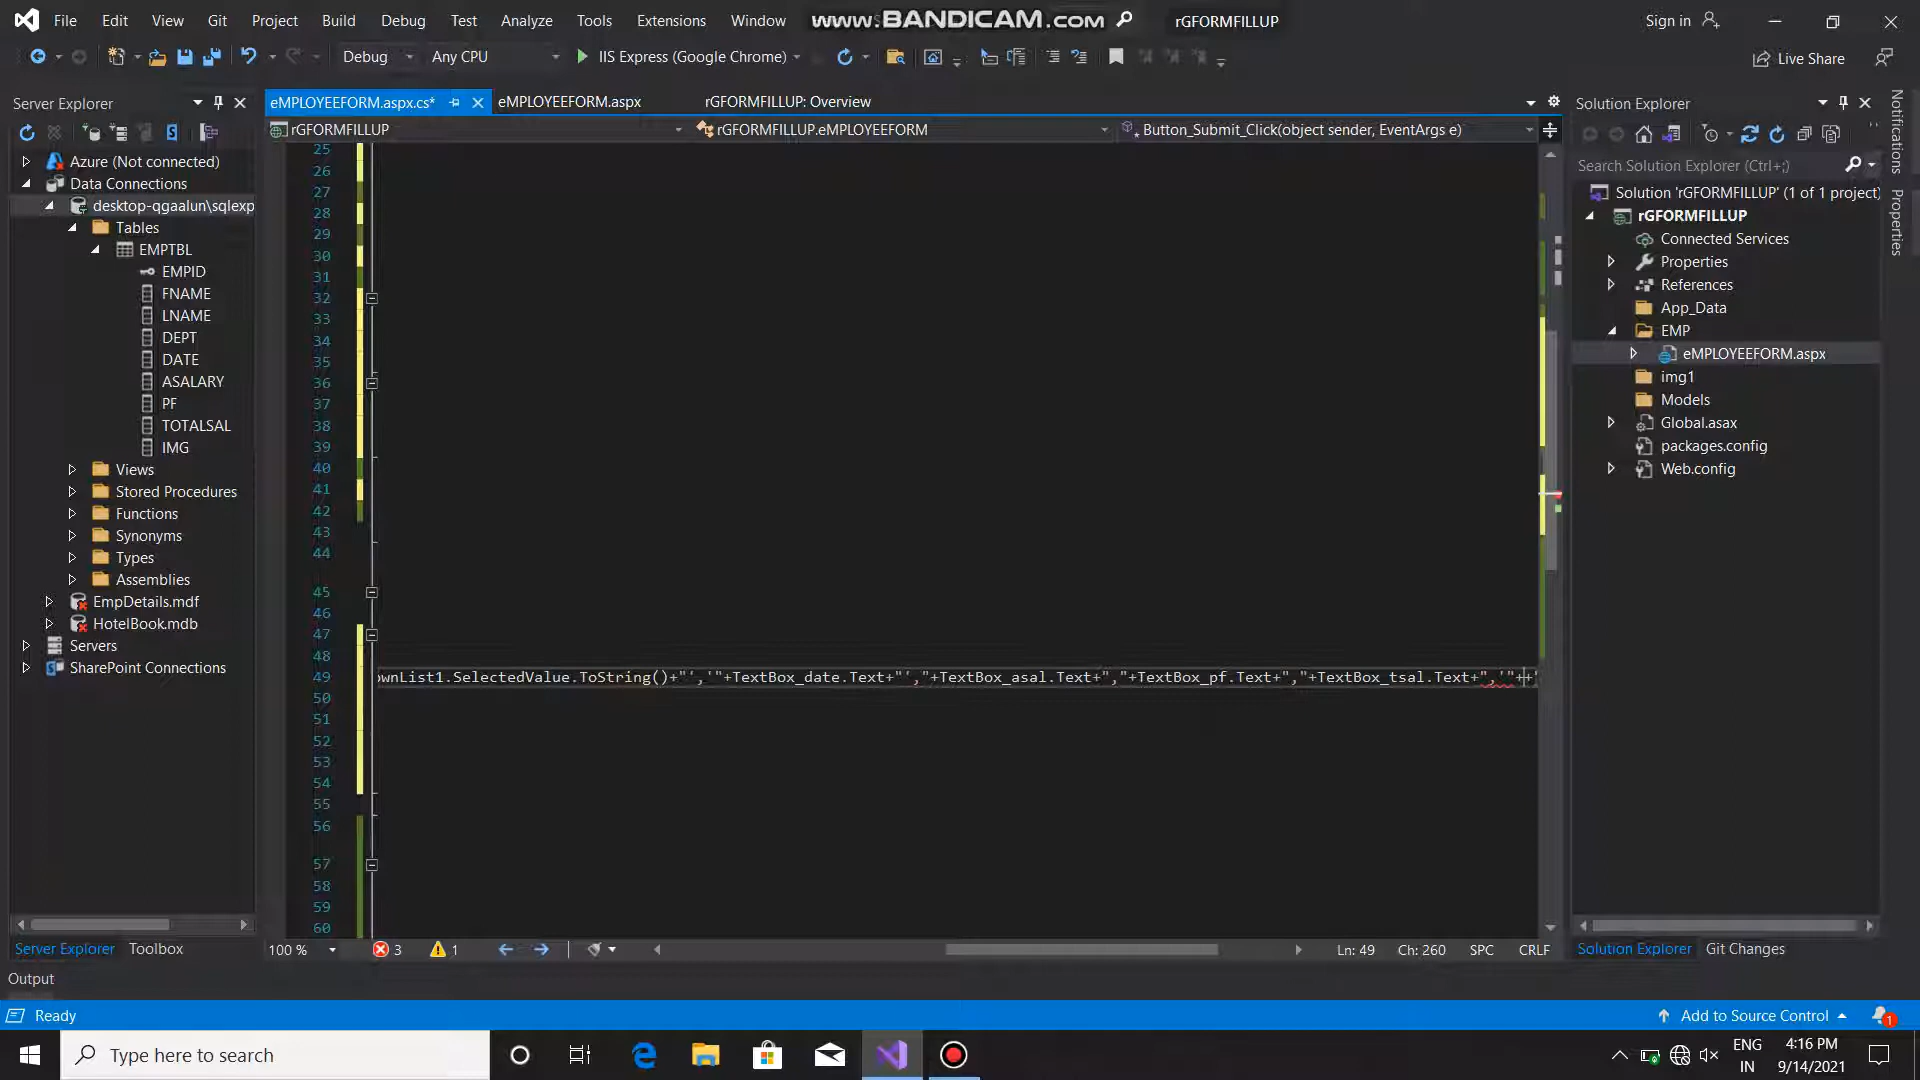 File Edit View Git Project Build Debug Test Analyze Tools Extensions Window
www.BANDICAM.com
rGFORMFILLUP
Sign in
Debug Any CPU IIS Express (Google Chrome)
Live Share
Server Explorer
Azure (Not connected)
Data Connections
desktop-qgaalun\sqlexp
Tables
EMPTBL
EMPID
FNAME
LNAME
DEPT
DATE
ASALARY
PF
TOTALSAL
IMG
Views
Stored Procedures
Functions
Synonyms
Types
Assemblies
EmpDetails.mdf
HotelBook.mdb
Servers
SharePoint Connections
Server Explorer Toolbox
eMPLOYEEFORM.aspx.cs* eMPLOYEEFORM.aspx rGFORMFILLUP: Overview
rGFORMFILLUP rGFORMFILLUP.eMPLOYEEFORM Button_Submit_Click(object sender, EventArgs e)
25
26
27
28
29
30
31
32
33
34
35
36
37
38
39
40
41
42
43
44
45
46
47
48
49 ownList1.SelectedValue.ToString()+"','"+TextBox_date.Text+"',"+TextBox_asal.Text+","+TextBox_pf.Text+","+TextBox_tsal.Text+",'"++"
50
51
52
53
54
55
56
57
58
59
60
100 % 3 1 Ln: 49 Ch: 260 SPC CRLF
Solution Explorer
Search Solution Explorer (Ctrl+;)
Solution 'rGFORMFILLUP' (1 of 1 project)
rGFORMFILLUP
Connected Services
Properties
References
App_Data
EMP
eMPLOYEEFORM.aspx
img1
Models
Global.asax
packages.config
Web.config
Solution Explorer Git Changes
Notifications
Properties
Output
Ready
Add to Source Control
1
Type here to search
ENG
IN
4:16 PM
9/14/2021